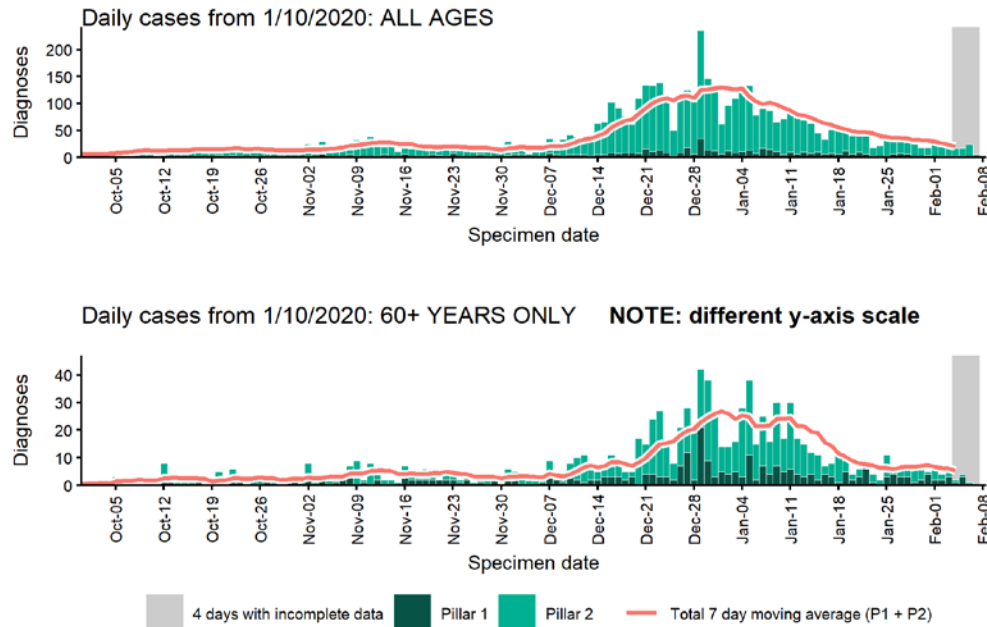 Daily cases from 1/10/2020: ALL AGES
Diagnoses
200
150
100
50
0
Oct-05 Oct-12 Oct-19 Oct-26 Nov-02 Nov-09 Nov-16 Nov-23 Nov-30 Dec-07 Dec-14 Dec-21 Dec-28 Jan-04 Jan-11 Jan-18 Jan-25 Feb-01 Feb-08
Specimen date
Daily cases from 1/10/2020: 60+ YEARS ONLY NOTE: different y-axis scale
Diagnoses
40
30
20
10
0
Oct-05 Oct-12 Oct-19 Oct-26 Nov-02 Nov-09 Nov-16 Nov-23 Nov-30 Dec-07 Dec-14 Dec-21 Dec-28 Jan-04 Jan-11 Jan-18 Jan-25 Feb-01 Feb-08
Specimen date
4 days with incomplete data Pillar 1 Pillar 2 Total 7 day moving average (P1 + P2)